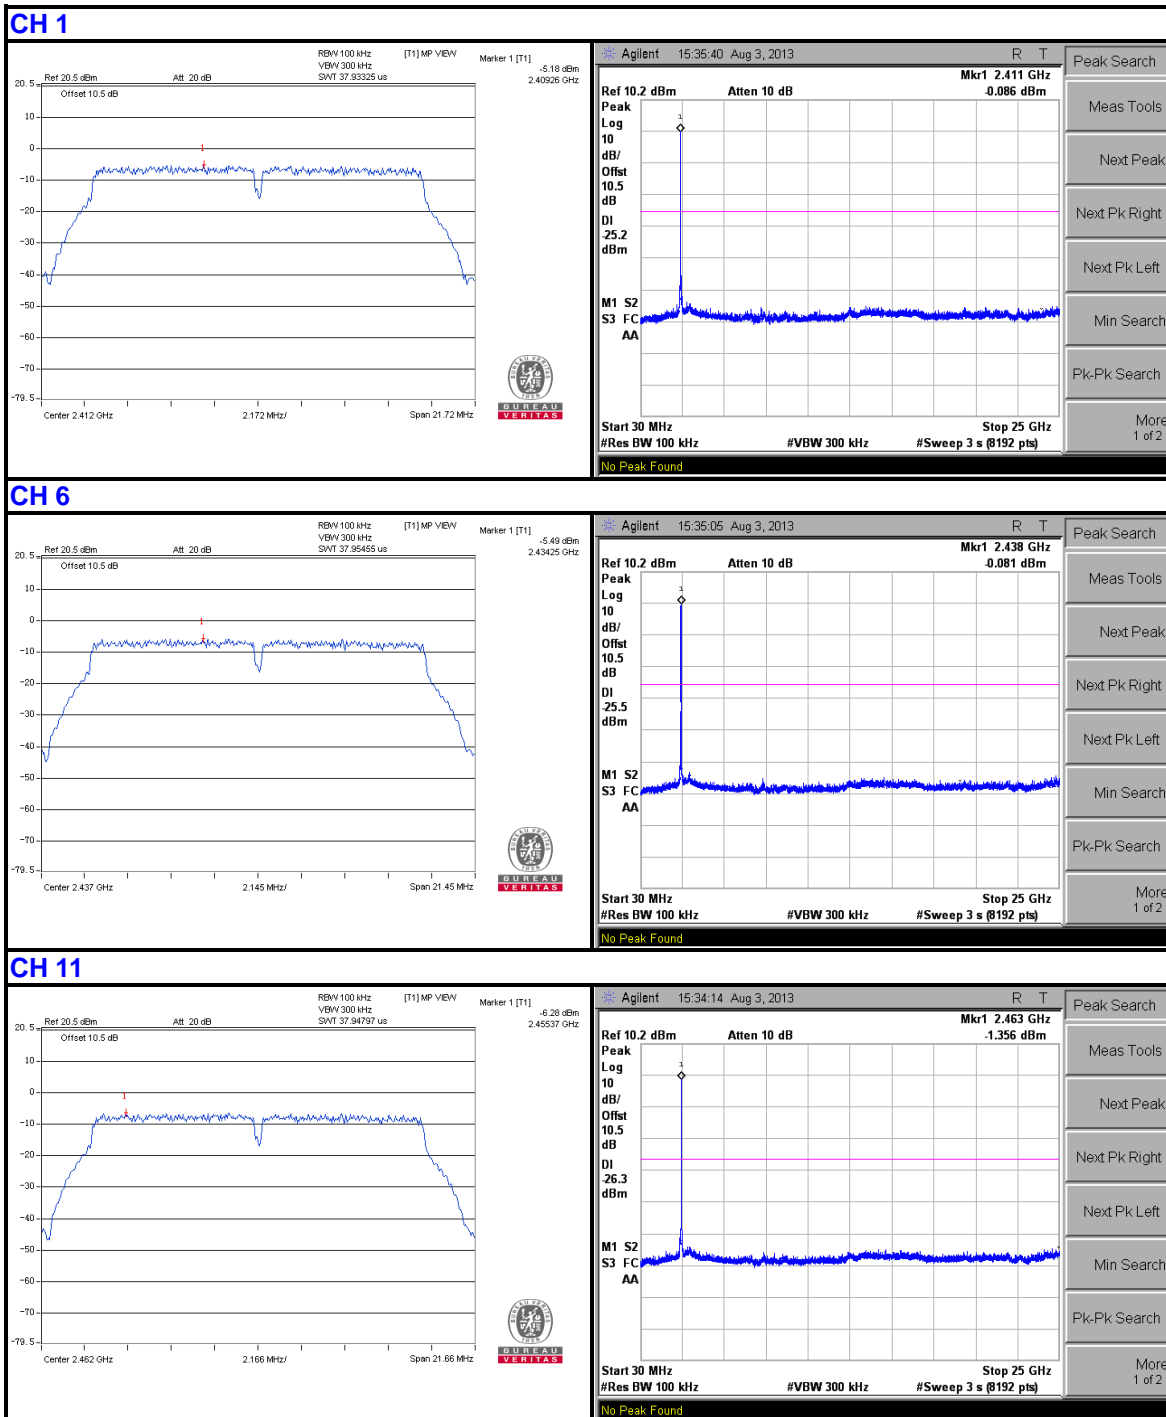 CH 1
RBW 100 kHz [T1] MP VIEW
VBW 300 kHz
Ref 20.5 dBm Att 20 dB SWT 37.93325 us
Marker 1 [T1]
-5.18 dBm
2.40926 GHz
20.5
Offset 10.5 dB
10
0
-10
-20
-30
-40
-50
-60
-70
-79.5
1
Center 2.412 GHz 2.172 MHz/ Span 21.72 MHz
BUREAU
VERITAS
Agilent 15:35:40 Aug 3, 2013 R T
Mkr1 2.411 GHz
Ref 10.2 dBm Atten 10 dB -0.086 dBm
Peak
Log
10
dB/
Offst
10.5
dB
DI
-25.2
dBm
M1 S2
S3 FC
AA
1
Start 30 MHz Stop 25 GHz
#Res BW 100 kHz #VBW 300 kHz #Sweep 3 s (8192 pts)
No Peak Found
Peak Search
Meas Tools
Next Peak
Next Pk Right
Next Pk Left
Min Search
Pk-Pk Search
More
1 of 2
CH 6
RBW 100 kHz [T1] MP VIEW
VBW 300 kHz
Ref 20.5 dBm Att 20 dB SWT 37.95455 us
Marker 1 [T1]
-5.49 dBm
2.43425 GHz
20.5
Offset 10.5 dB
10
0
-10
-20
-30
-40
-50
-60
-70
-79.5
1
Center 2.437 GHz 2.145 MHz/ Span 21.45 MHz
BUREAU
VERITAS
Agilent 15:35:05 Aug 3, 2013 R T
Mkr1 2.438 GHz
Ref 10.2 dBm Atten 10 dB -0.081 dBm
Peak
Log
10
dB/
Offst
10.5
dB
DI
-25.5
dBm
M1 S2
S3 FC
AA
1
Start 30 MHz Stop 25 GHz
#Res BW 100 kHz #VBW 300 kHz #Sweep 3 s (8192 pts)
No Peak Found
Peak Search
Meas Tools
Next Peak
Next Pk Right
Next Pk Left
Min Search
Pk-Pk Search
More
1 of 2
CH 11
RBW 100 kHz [T1] MP VIEW
VBW 300 kHz
Ref 20.5 dBm Att 20 dB SWT 37.94797 us
Marker 1 [T1]
-6.28 dBm
2.45537 GHz
20.5
Offset 10.5 dB
10
0
-10
-20
-30
-40
-50
-60
-70
-79.5
1
Center 2.462 GHz 2.166 MHz/ Span 21.66 MHz
BUREAU
VERITAS
Agilent 15:34:14 Aug 3, 2013 R T
Mkr1 2.463 GHz
Ref 10.2 dBm Atten 10 dB -1.356 dBm
Peak
Log
10
dB/
Offst
10.5
dB
DI
-26.3
dBm
M1 S2
S3 FC
AA
1
Start 30 MHz Stop 25 GHz
#Res BW 100 kHz #VBW 300 kHz #Sweep 3 s (8192 pts)
No Peak Found
Peak Search
Meas Tools
Next Peak
Next Pk Right
Next Pk Left
Min Search
Pk-Pk Search
More
1 of 2